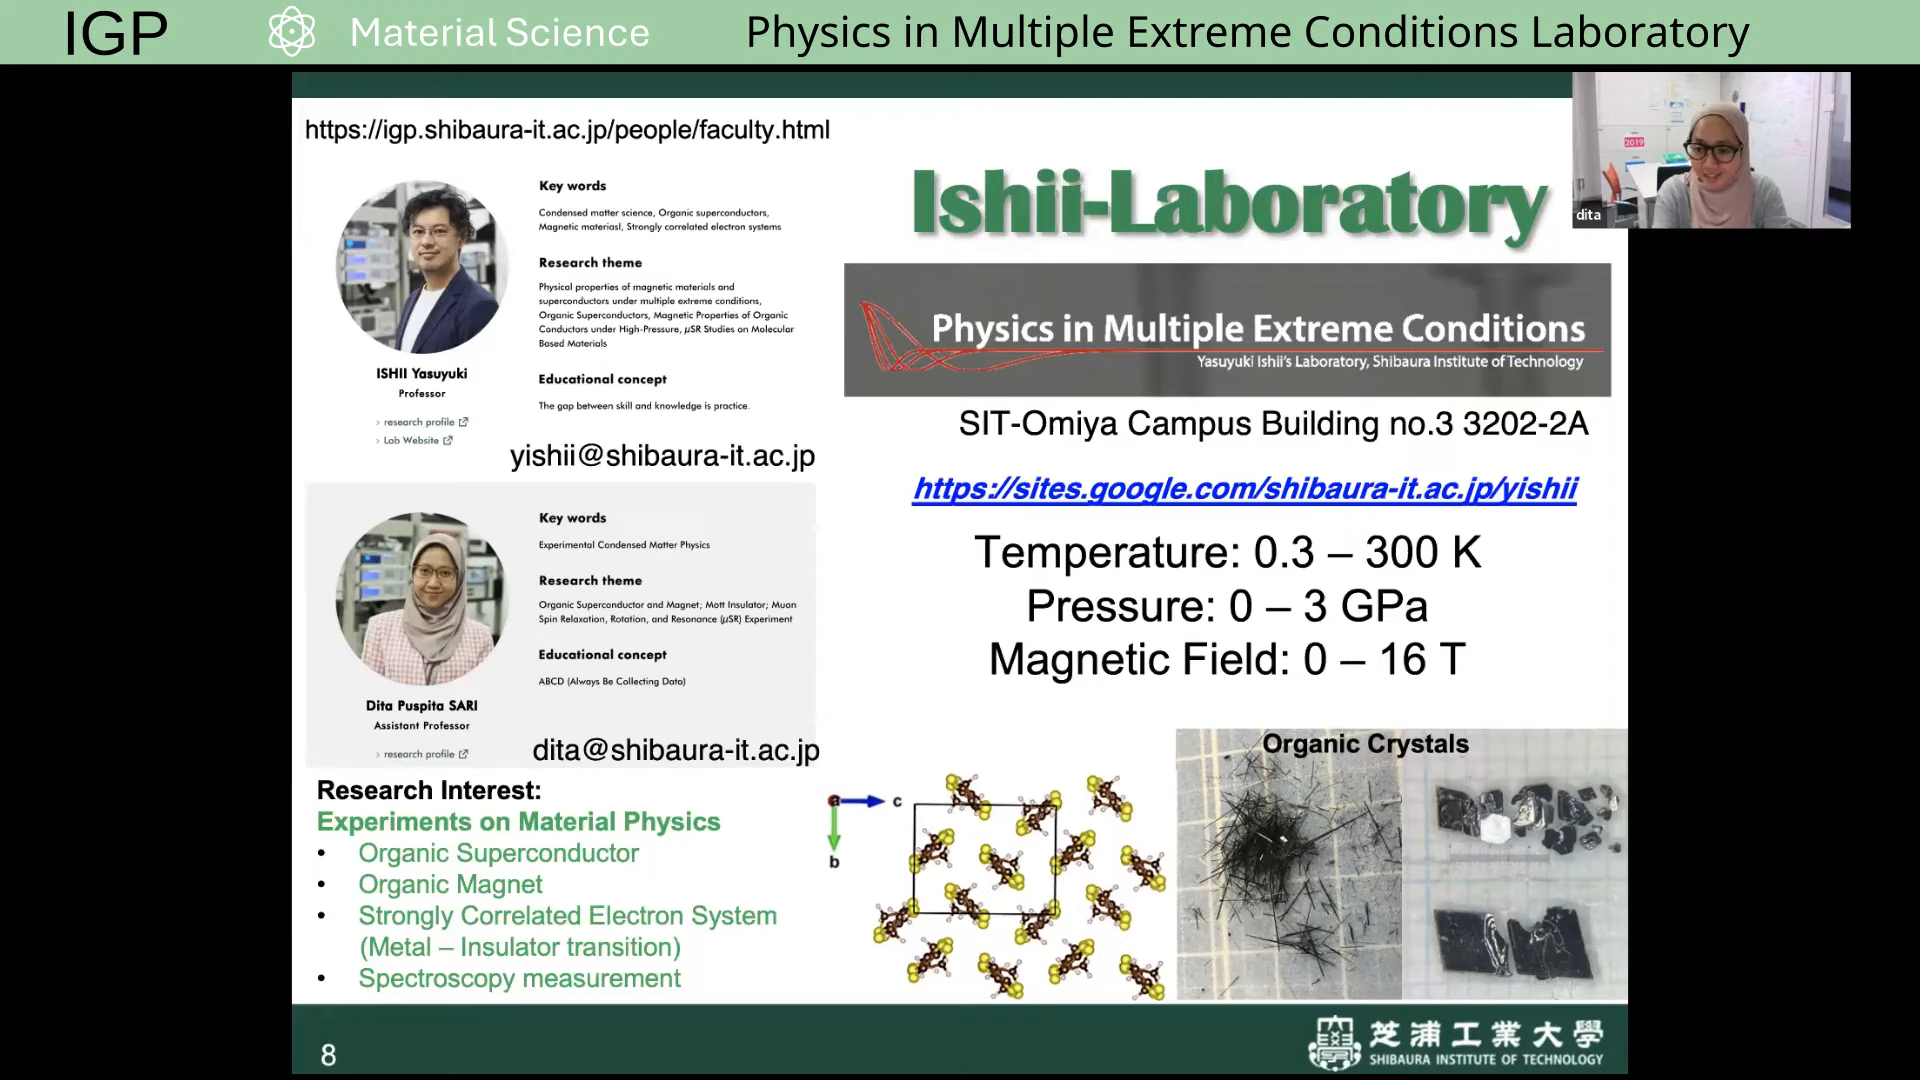 IGP
Material Science
Physics in Multiple Extreme Conditions Laboratory
https://igp.shibaura-it.ac.jp/people/faculty.html
Key words
Condensed matter science, Organic superconductors,
Magnetic materiasl, Strongly correlated electron systems
Research theme
Physical properties of magnetic materials and
superconductors under multiple extreme conditions,
Organic Superconductors, Magnetic Properties of Organic
Conductors under High-Pressure, μSR Studies on Molecular
Based Materials
Educational concept
The gap between skill and knowledge is practice.
ISHII Yasuyuki
Professor
› research profile
› Lab Website
yishii@shibaura-it.ac.jp
Key words
Experimental Condensed Matter Physics
Research theme
Organic Superconductor and Magnet; Mott Insulator; Muon
Spin Relaxation, Rotation, and Resonance (μSR) Experiment
Educational concept
ABCD (Always Be Collecting Data)
Dita Puspita SARI
Assistant Professor
› research profile
dita@shibaura-it.ac.jp
Research Interest:
Experiments on Material Physics
• Organic Superconductor
• Organic Magnet
• Strongly Correlated Electron System
(Metal – Insulator transition)
• Spectroscopy measurement
Ishii-Laboratory
Physics in Multiple Extreme Conditions
Yasuyuki Ishii's Laboratory, Shibaura Institute of Technology
SIT-Omiya Campus Building no.3 3202-2A
https://sites.google.com/shibaura-it.ac.jp/yishii
Temperature: 0.3 – 300 K
Pressure: 0 – 3 GPa
Magnetic Field: 0 – 16 T
a
c
b
Organic Crystals
2019
dita
8
芝浦工業大學
SHIBAURA INSTITUTE OF TECHNOLOGY